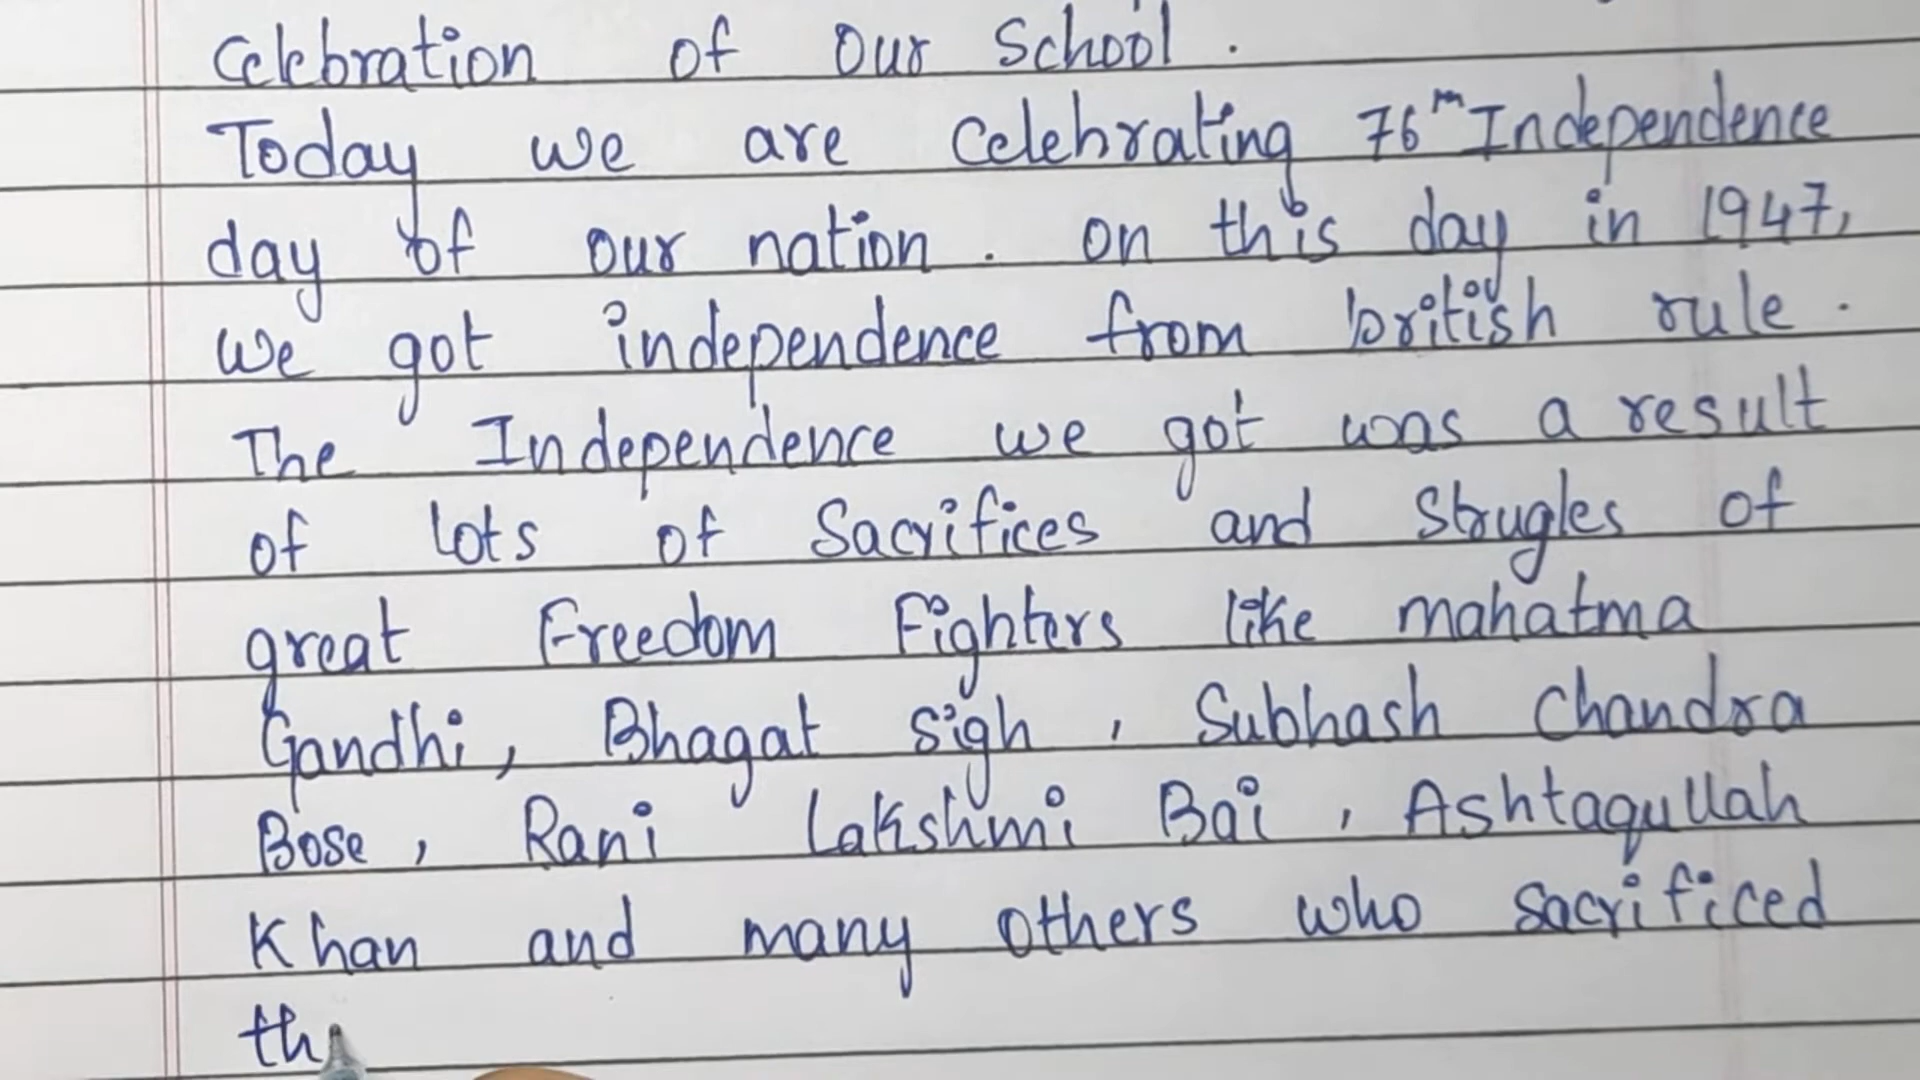 Celebration of Our School .
Today we are Celebrating 76th Independence
day of our nation . on this day in 1947,
we got independence from british rule .
The Independence we got was a result
of lots of Sacrifices and Strugles of
great Freedom Fighters like mahatma
Gandhi, Bhagat sigh , Subhash Chandra
Bose , Rani Lakshmi Bai , Ashtaqullah
Khan and many others who sacrificed
th